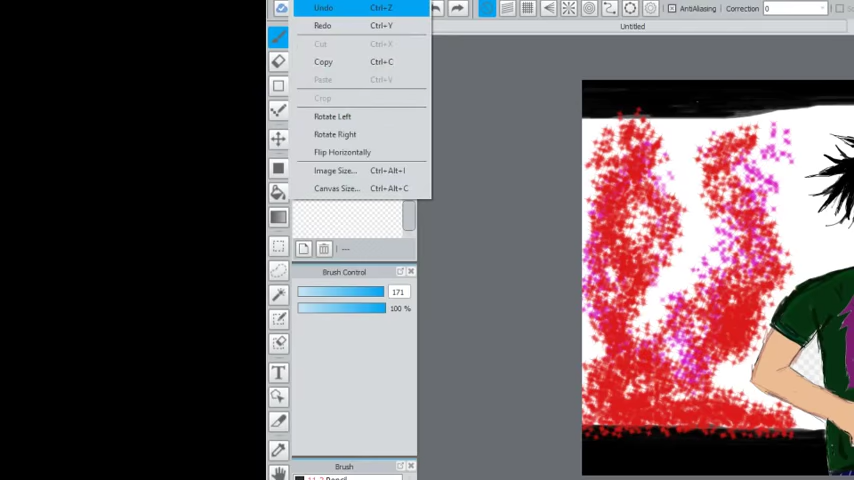 Undo Ctrl+Z
AntiAliasing Correction 0
Redo Ctrl+Y
Untitled
Cut Ctrl+X
Copy Ctrl+C
Paste Ctrl+V
Crop
Rotate Left
Rotate Right
Flip Horizontally
Image Size... Ctrl+Alt+I
Canvas Size... Ctrl+Alt+C
---
Brush Control
171
100 %
T
Brush
Pencil